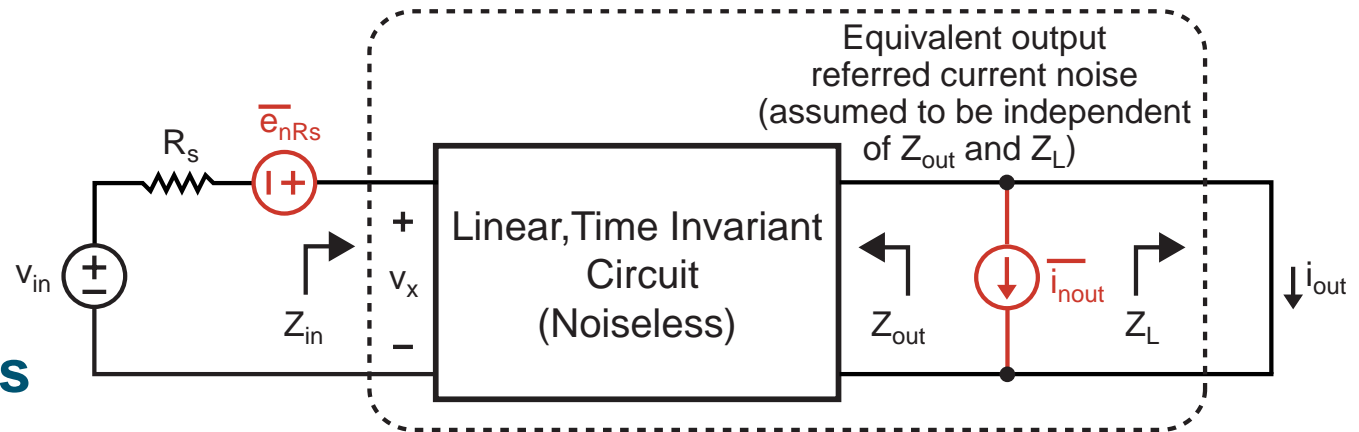 Equivalent output
referred current noise
(assumed to be independent
of Zout and ZL)
Rs
enRs
+
vx
−
vin
Zin
Linear,Time Invariant
Circuit
(Noiseless)
Zout
inout
ZL
iout
s